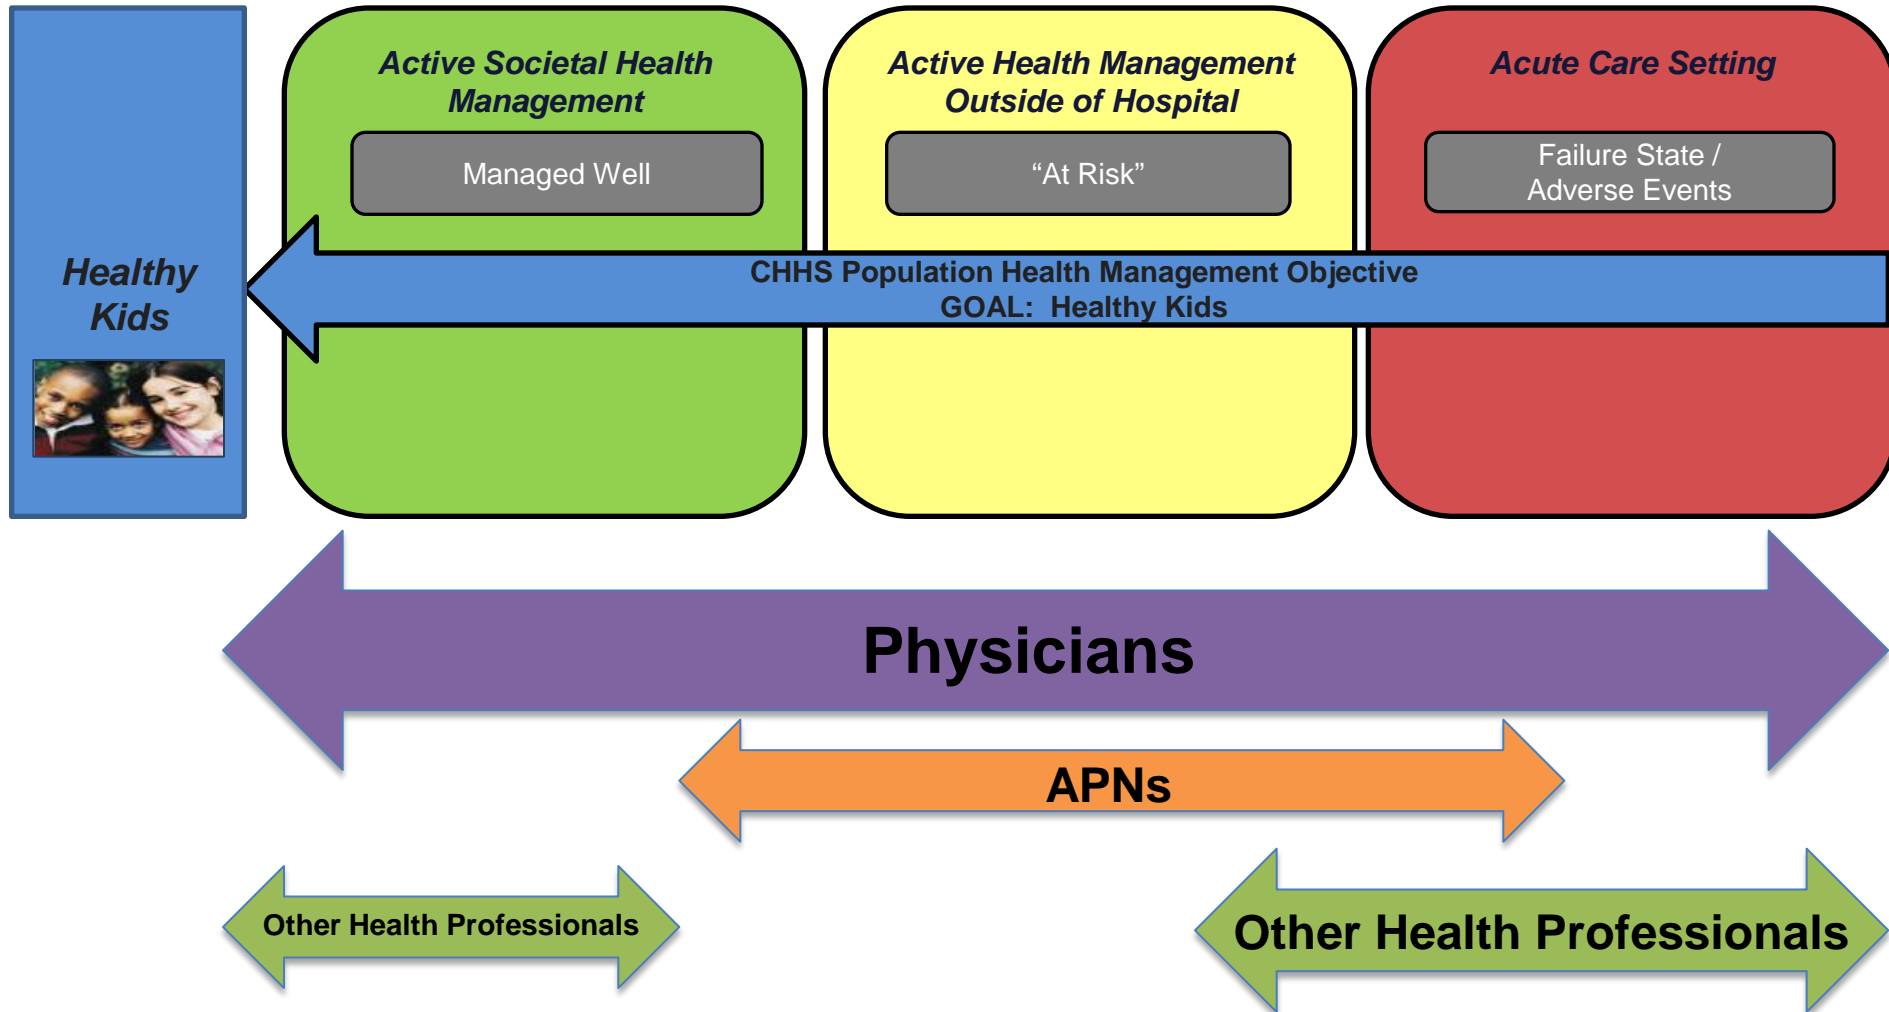 Healthy
Kids
Active Societal Health
Management
Managed Well
Active Health Management
Outside of Hospital
“At Risk”
Acute Care Setting
Failure State /
Adverse Events
CHHS Population Health Management Objective
GOAL:  Healthy Kids
Physicians
APNs
Other Health Professionals
Other Health Professionals